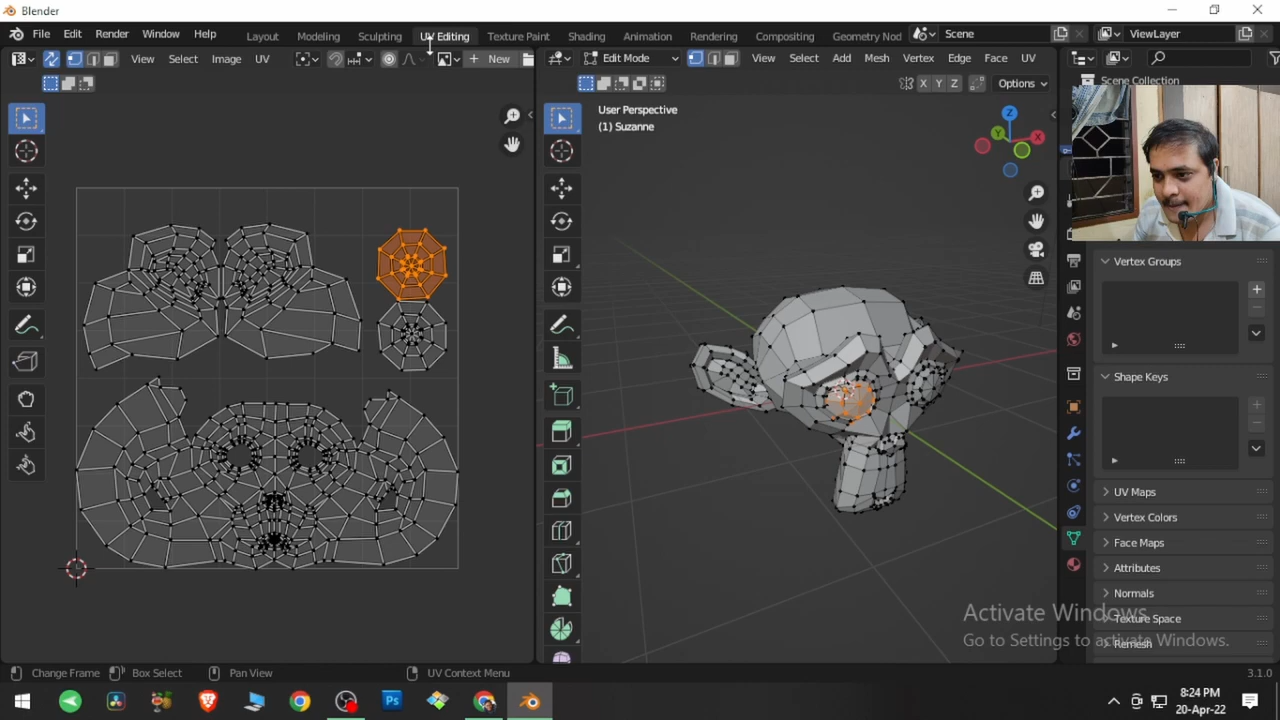 Blender
File Edit Render Window Help Layout Modeling Sculpting UV Editing Texture Paint Shading Animation Rendering Compositing Geometry Nod Scene ViewLayer
View Select Image UV New Edit Mode View Select Add Mesh Vertex Edge Face UV
X Y Z Options
Scene Collection
User Perspective
(1) Suzanne
Z
Y
X
Vertex Groups
Shape Keys
UV Maps
Vertex Colors
Face Maps
Attributes
Normals
Texture Space
Remesh
Activate Windows
Go to Settings to activate Windows.
Change Frame Box Select Pan View UV Context Menu 3.1.0
Ps
8:24 PM
20-Apr-22